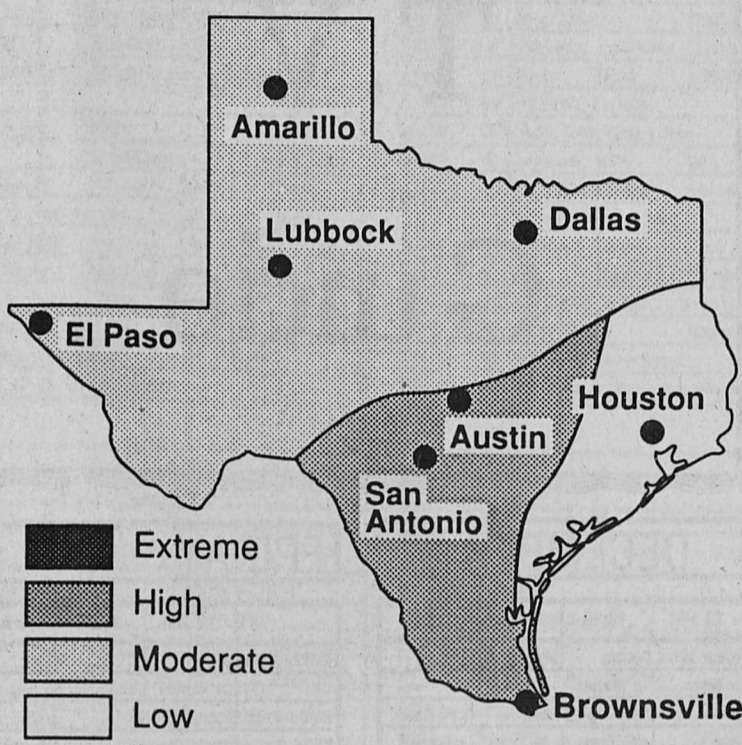 Amarillo
Lubbock
Dallas
El Paso
Houston
Austin
San
Antonio
Extreme
High
Moderate
Low
Brownsville